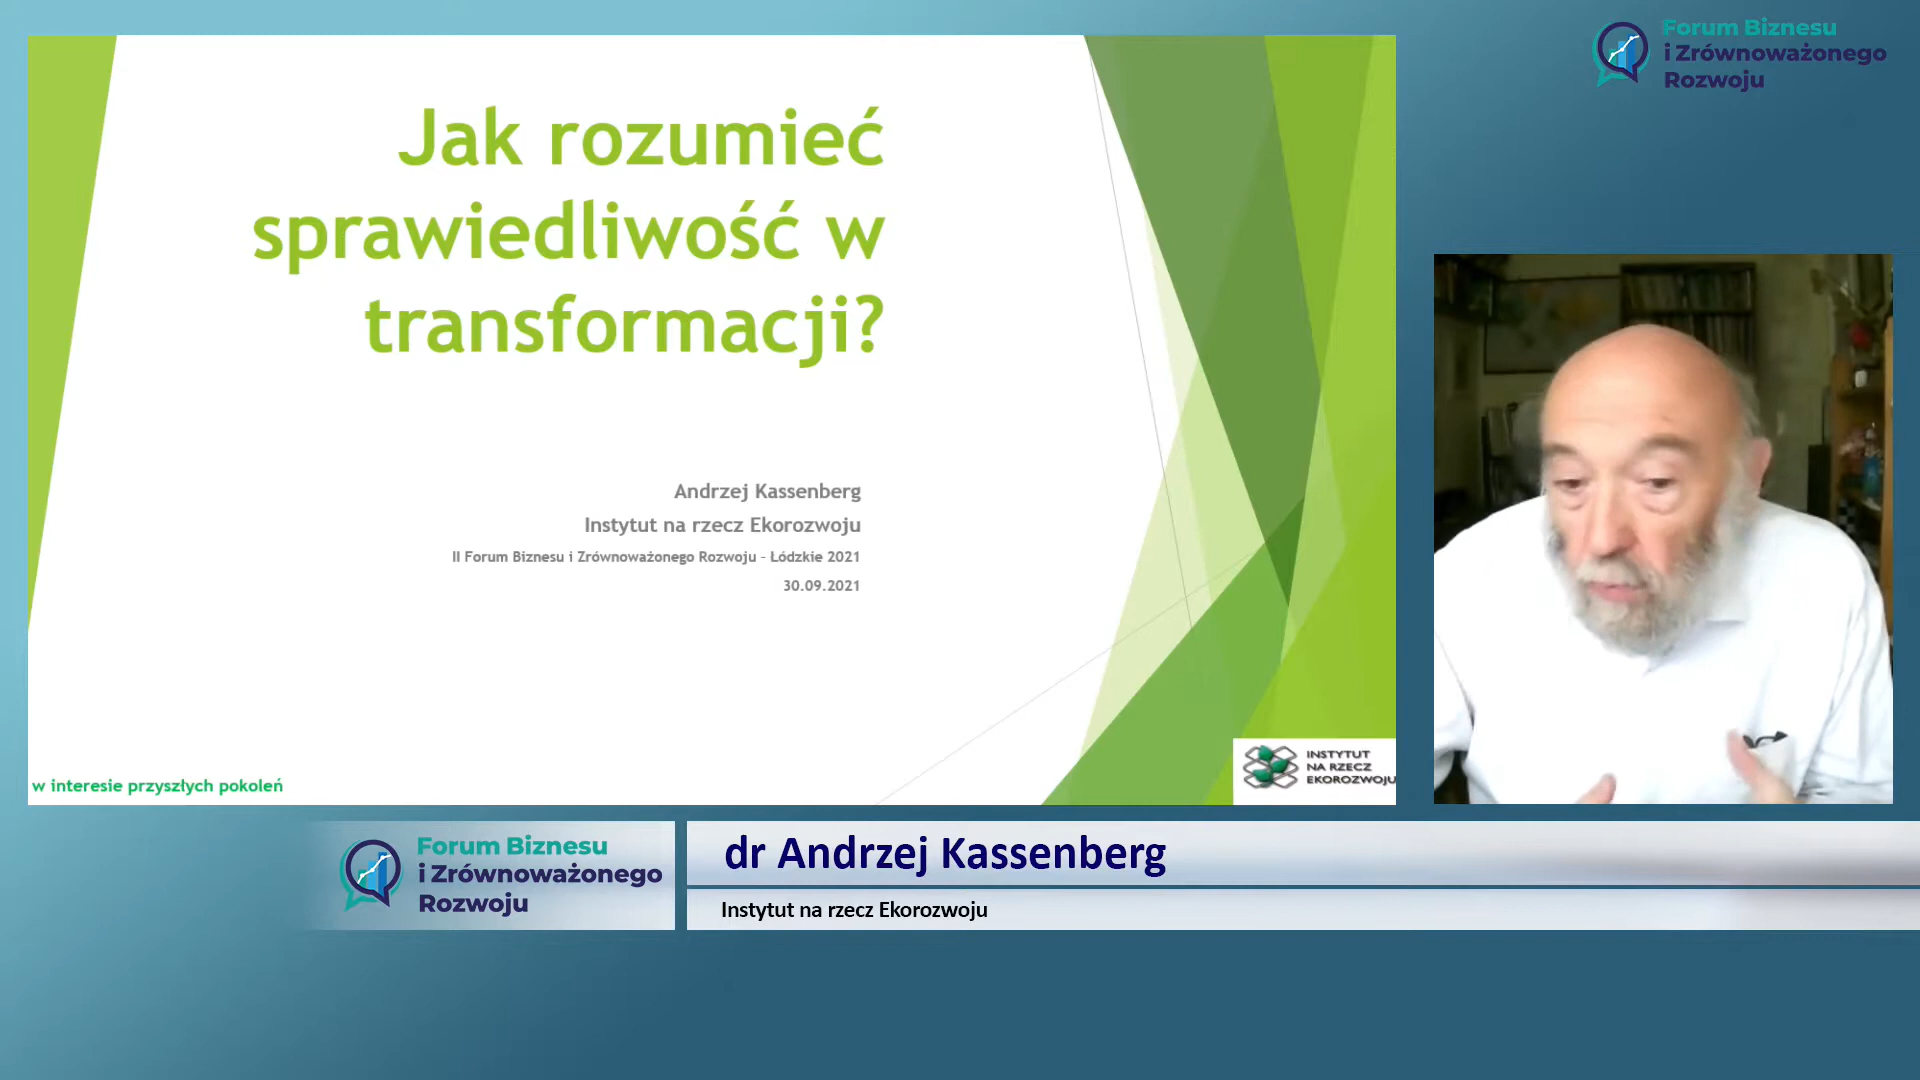 Forum Biznesu
i Zrównoważonego
Rozwoju
Jak rozumieć
sprawiedliwość w
transformacji?
Andrzej Kassenberg
Instytut na rzecz Ekorozwoju
II Forum Biznesu i Zrównoważonego Rozwoju – Łódzkie 2021
30.09.2021
w interesie przyszłych pokoleń
INSTYTUT
NA RZECZ
EKOROZWOJU
Forum Biznesu
i Zrównoważonego
Rozwoju
dr Andrzej Kassenberg
Instytut na rzecz Ekorozwoju